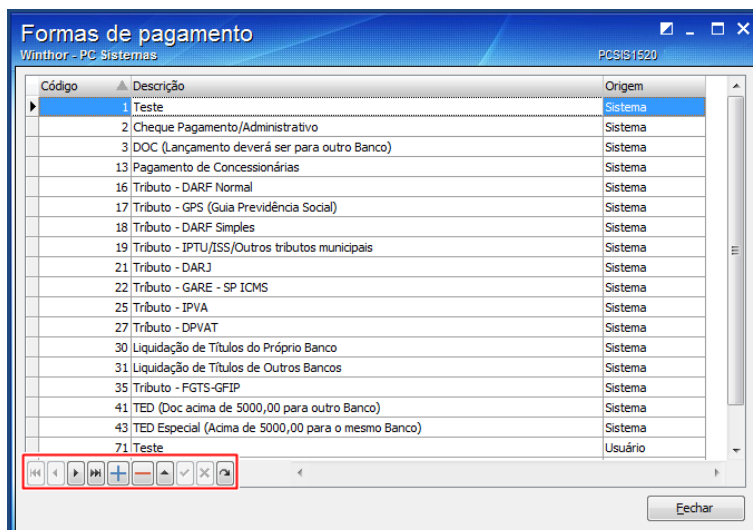 Formas de pagamento
Winthor - PC Sistemas PCSIS1520
Código Descrição Origem
1 Teste Sistema
2 Cheque Pagamento/Administrativo Sistema
3 DOC (Lançamento deverá ser para outro Banco) Sistema
13 Pagamento de Concessionárias Sistema
16 Tributo - DARF Normal Sistema
17 Tributo - GPS (Guia Previdência Social) Sistema
18 Tributo - DARF Simples Sistema
19 Tributo - IPTU/ISS/Outros tributos municipais Sistema
21 Tributo - DARJ Sistema
22 Tributo - GARE - SP ICMS Sistema
25 Tributo - IPVA Sistema
27 Tributo - DPVAT Sistema
30 Liquidação de Títulos do Próprio Banco Sistema
31 Liquidação de Títulos de Outros Bancos Sistema
35 Tributo - FGTS-GFIP Sistema
41 TED (Doc acima de 5000,00 para outro Banco) Sistema
43 TED Especial (Acima de 5000,00 para o mesmo Banco) Sistema
71 Teste Usuário
Fechar